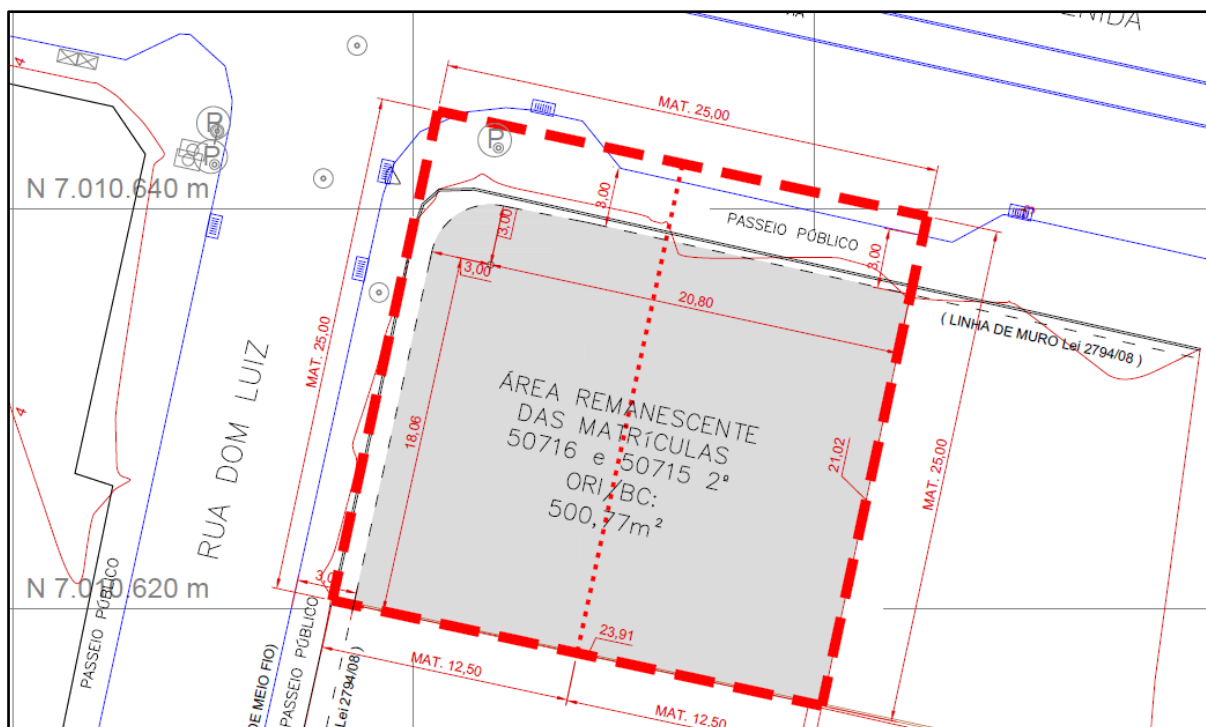 ENIDA
MAT. 25,00
P
P
P
4
N 7.010.640 m
3,00
PASSEIO PÚBLICO
3,00
3,00
3,00
20,80
( LINHA DE MURO Lei 2794/08 )
MAT. 25,00
RUA DOM LUIZ
18,06
ÁREA REMANESCENTE
DAS MATRÍCULAS
50716 e 50715 2º
ORI/BC:
500,77m²
21,02
MAT. 25,00
4
N 7.010.620 m
PASSEIO PÚBLICO
PASSEIO PÚBLICO
DE MEIO FIO)
Lei 2794/08 )
23,91
MAT. 12,50
MAT. 12,50